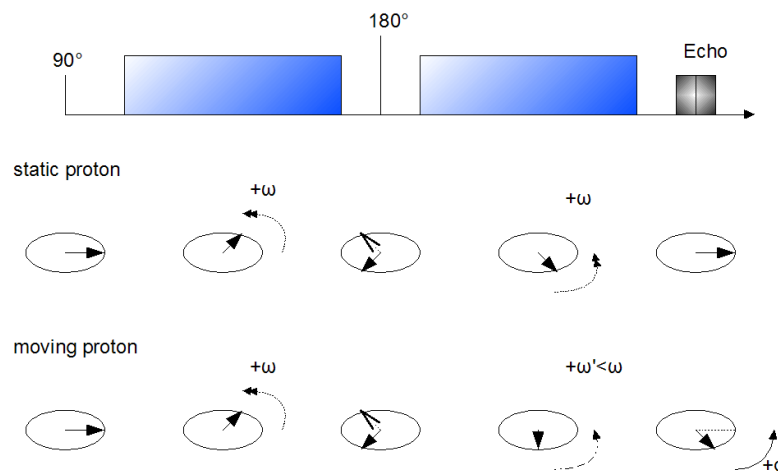 180°
90°
Echo
static proton
+ω
+ω
moving proton
+ω
+ω'<ω